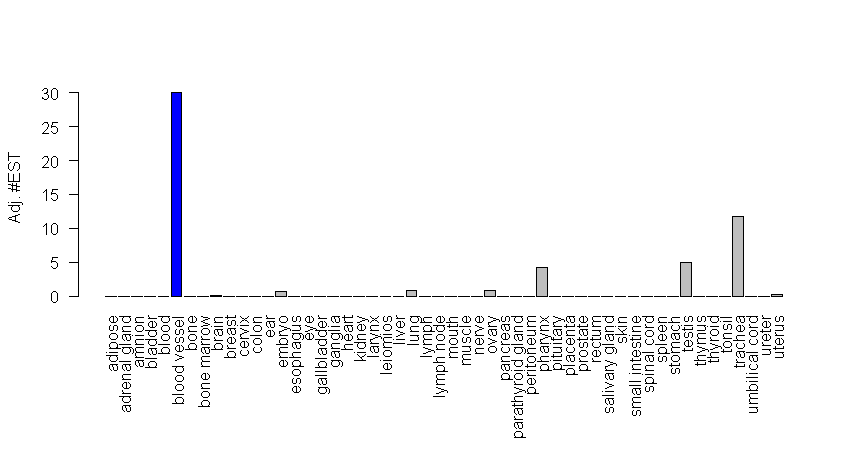 30
25
20
15
10
5
0
Adj. #EST
adipose
adrenal gland
amnion
bladder
blood
blood vessel
bone
bone marrow
brain
breast
cervix
colon
ear
embryo
esophagus
eye
gallbladder
ganglia
heart
kidney
larynx
leiomios
liver
lung
lymph
lymph node
mouth
muscle
nerve
ovary
pancreas
parathyroid gland
peritoneum
pharynx
pituitary
placenta
prostate
rectum
salivary gland
skin
small intestine
spinal cord
spleen
stomach
testis
thymus
thyroid
tonsil
trachea
umbilical cord
ureter
uterus